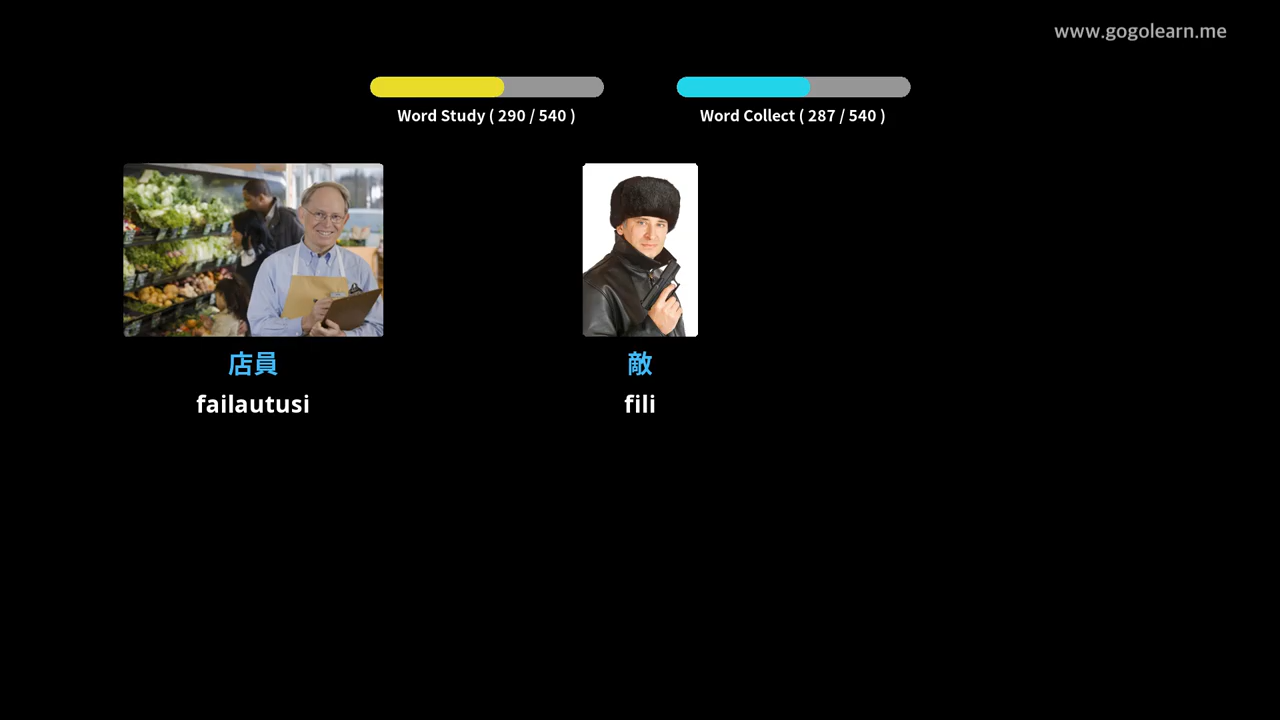 www.gogolearn.me
Word Study ( 290 / 540 )
Word Collect ( 287 / 540 )
店員
敵
failautusi
fili